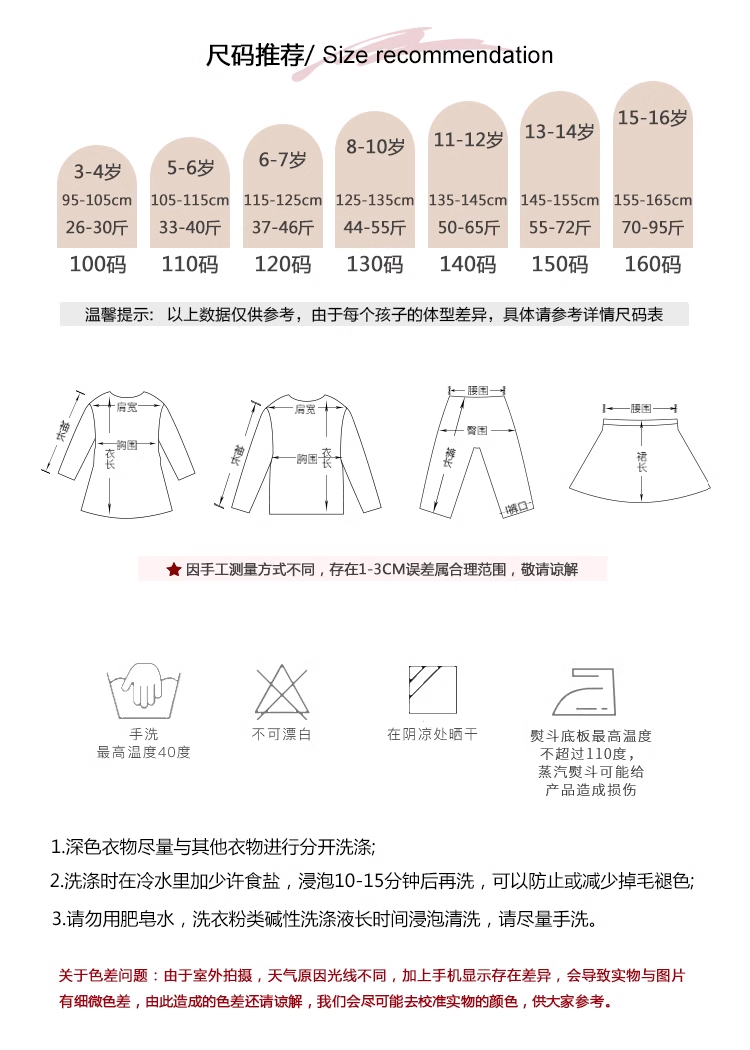 尺码推荐/ Size recommendation
3-4岁 5-6岁 6-7岁 8-10岁 11-12岁 13-14岁 15-16岁
95-105cm 105-115cm 115-125cm 125-135cm 135-145cm 145-155cm 155-165cm
26-30斤 33-40斤 37-46斤 44-55斤 50-65斤 55-72斤 70-95斤
100码 110码 120码 130码 140码 150码 160码
温馨提示: 以上数据仅供参考，由于每个孩子的体型差异，具体请参考详情尺码表
肩宽
袖长
胸围
衣长
肩宽
袖长
胸围
衣长
腰围
臀围
裤长
裤口
腰围
裙长
★ 因手工测量方式不同，存在1-3CM误差属合理范围，敬请谅解
手洗
最高温度40度
不可漂白
在阴凉处晒干
熨斗底板最高温度
不超过110度，
蒸汽熨斗可能给
产品造成损伤
1.深色衣物尽量与其他衣物进行分开洗涤;
2.洗涤时在冷水里加少许食盐，浸泡10-15分钟后再洗，可以防止或减少掉毛褪色;
3.请勿用肥皂水，洗衣粉类碱性洗涤液长时间浸泡清洗，请尽量手洗。
关于色差问题：由于室外拍摄，天气原因光线不同，加上手机显示存在差异，会导致实物与图片
有细微色差，由此造成的色差还请谅解，我们会尽可能去校准实物的颜色，供大家参考。